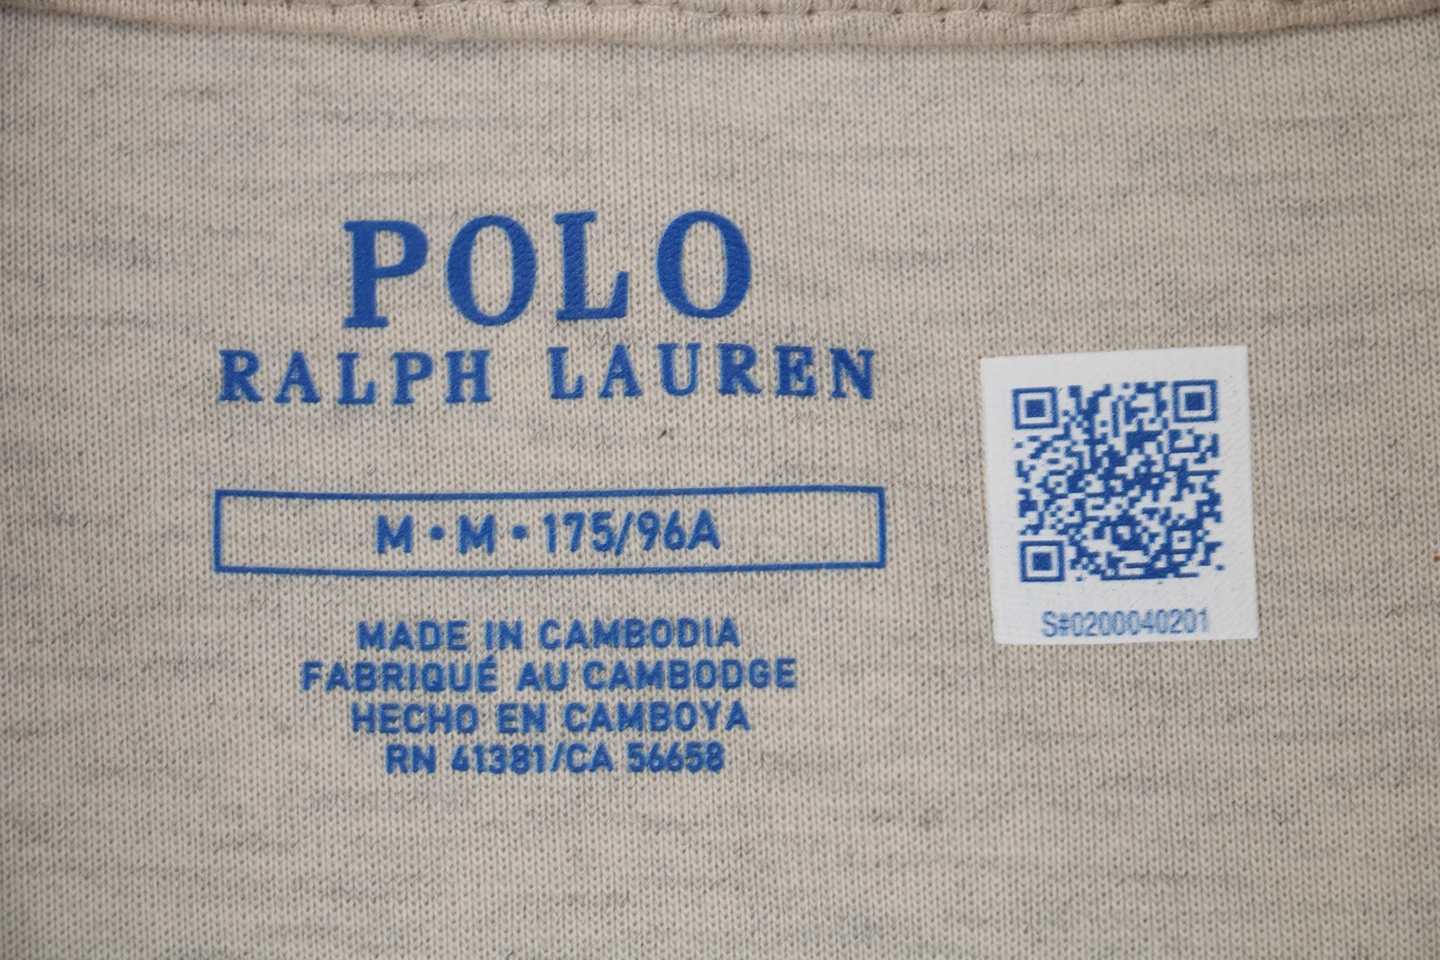 POLO
RALPH LAUREN
M • M • 175/96A
MADE IN CAMBODIA
FABRIQUÉ AU CAMBODGE
HECHO EN CAMBOYA
RN 41381/CA 56658
S#0200040201